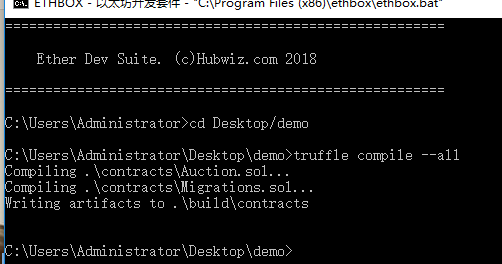 ETHBOX - 以太坊开发套件 - "C:\Program Files (x86)\ethbox\ethbox.bat"
=======================================================
Ether Dev Suite. (c)Hubwiz.com 2018
=======================================================
C:\Users\Administrator>cd Desktop/demo
C:\Users\Administrator\Desktop\demo>truffle compile --all
Compiling .\contracts\Auction.sol...
Compiling .\contracts\Migrations.sol...
Writing artifacts to .\build\contracts
C:\Users\Administrator\Desktop\demo>